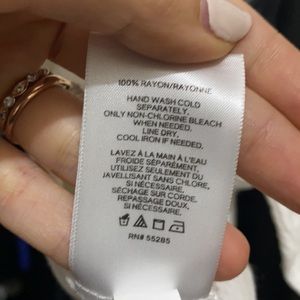 100% RAYON/RAYONNE
HAND WASH COLD
SEPARATELY.
ONLY NON-CHLORINE BLEACH
WHEN NEEDED.
LINE DRY.
COOL IRON IF NEEDED.
LAVEZ À LA MAIN À L'EAU
FROIDE SÉPARÉMENT.
UTILISEZ SEULEMENT DU
JAVELLISANT SANS CHLORE,
SI NÉCESSAIRE.
SÉCHAGE SUR CORDE.
REPASSAGE DOUX,
SI NÉCESSAIRE.
RN# 55285